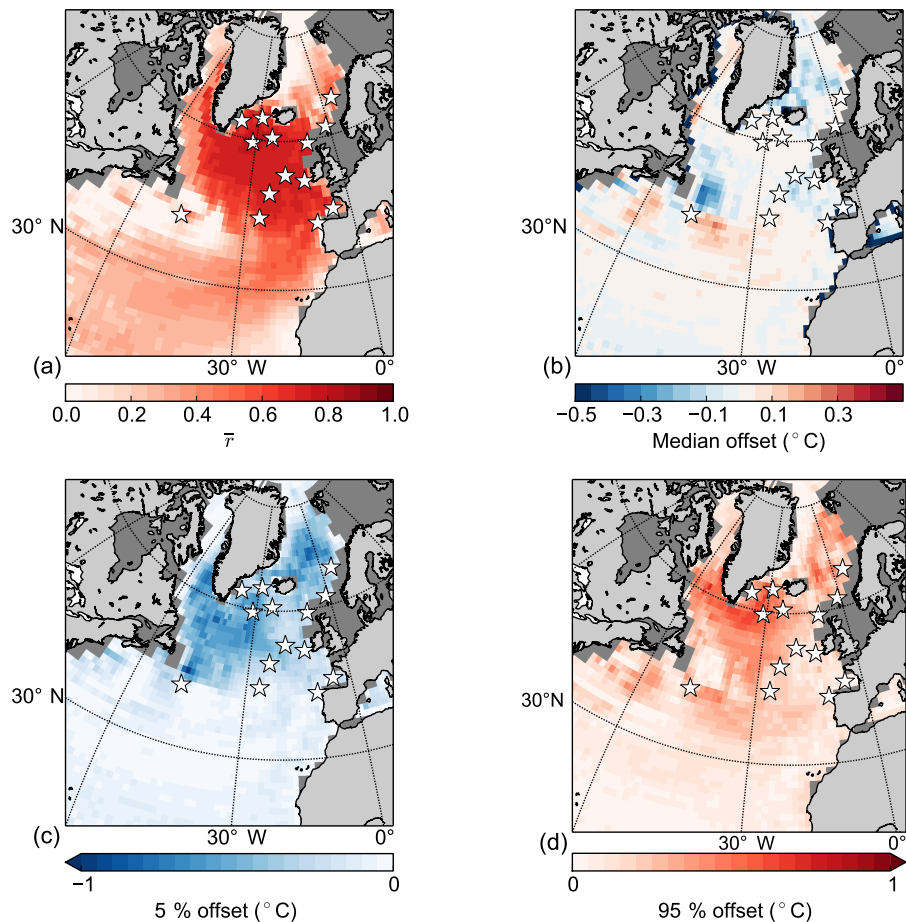 30° N
(a)
30° W
0°
0.0 0.2 0.4 0.6 0.8 1.0
r̅
(b)
30° W
0°
−0.5 −0.3 −0.1 0.1 0.3
Median offset (°C)
30° N
(c)
30° W
0°
−1 0
5 % offset (°C)
30°N
(d)
30° W
0°
0 1
95 % offset (°C)